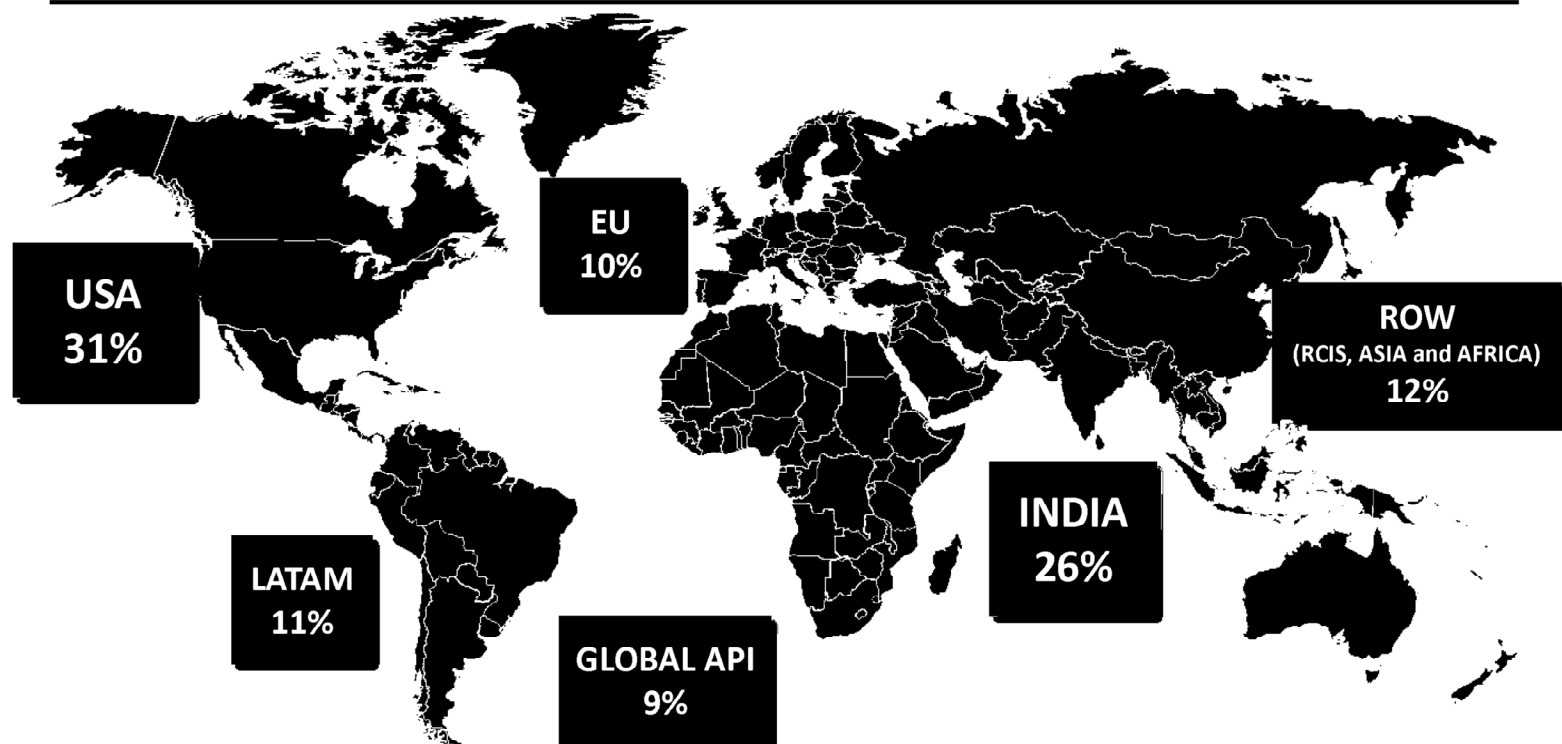 EU
10%
USA
31%
ROW
(RCIS, ASIA and AFRICA)
12%
INDIA
26%
LATAM
11%
GLOBAL API
9%